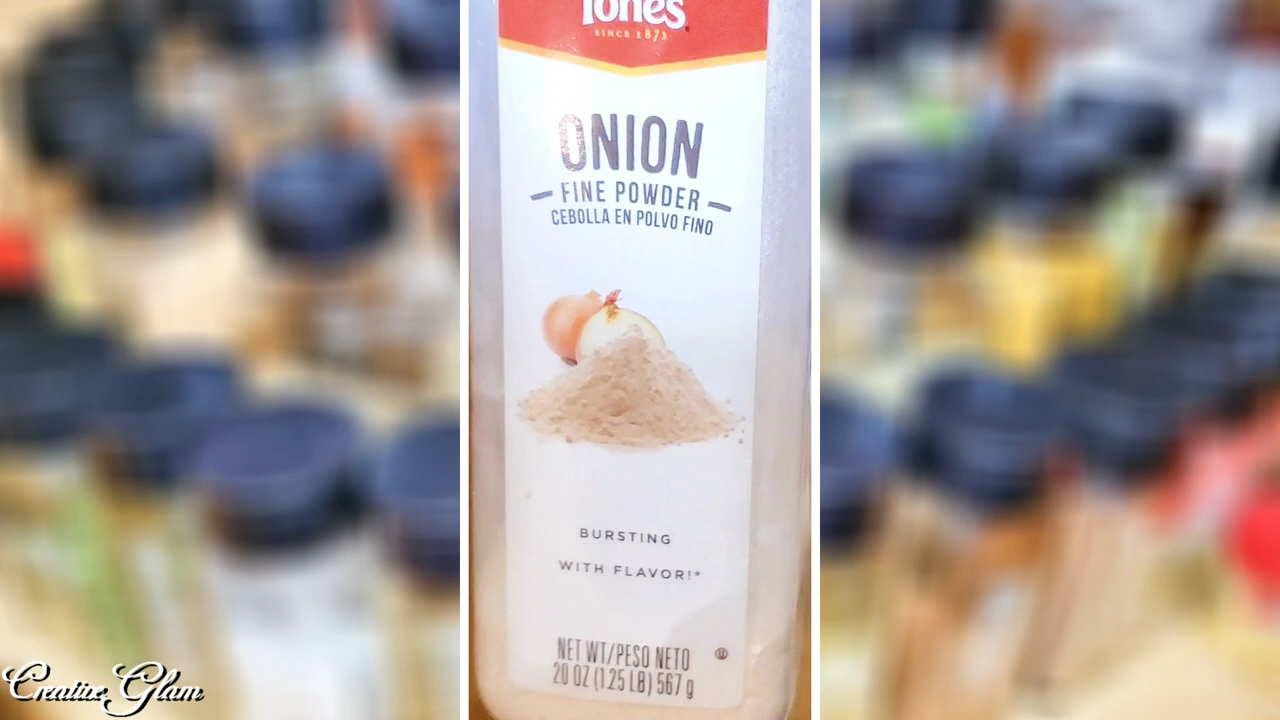 Tones
SINCE 1873
ONION
FINE POWDER
CEBOLLA EN POLVO FINO
BURSTING
WITH FLAVOR!®
NET WT/PESO NETO
20 OZ (1.25 LB) 567 g
Creative Glam